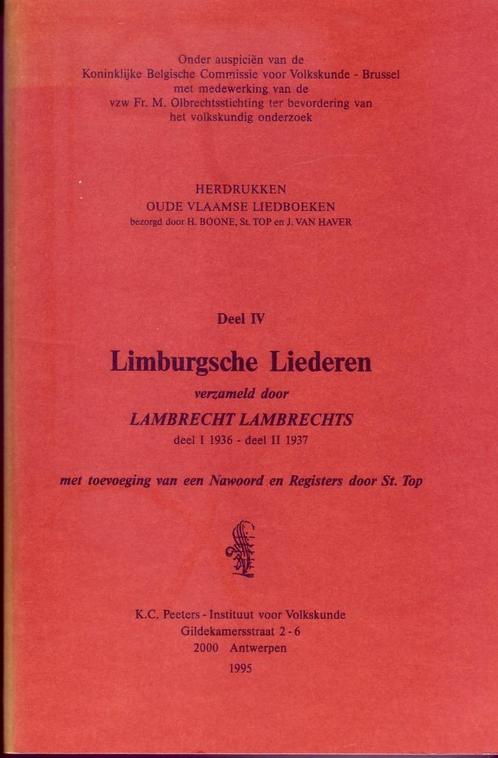 Onder auspiciën van de
Koninklijke Belgische Commissie voor Volkskunde - Brussel
met medewerking van de
vzw Fr. M. Olbrechtsstichting ter bevordering van
het volkskundig onderzoek
HERDRUKKEN
OUDE VLAAMSE LIEDBOEKEN
bezorgd door H. BOONE, St. TOP en J. VAN HAVER
Deel IV
Limburgsche Liederen
verzameld door
LAMBRECHT LAMBRECHTS
deel I 1936 - deel II 1937
met toevoeging van een Nawoord en Registers door St. Top
K.C. Peeters - Instituut voor Volkskunde
Gildekamersstraat 2 - 6
2000 Antwerpen
1995